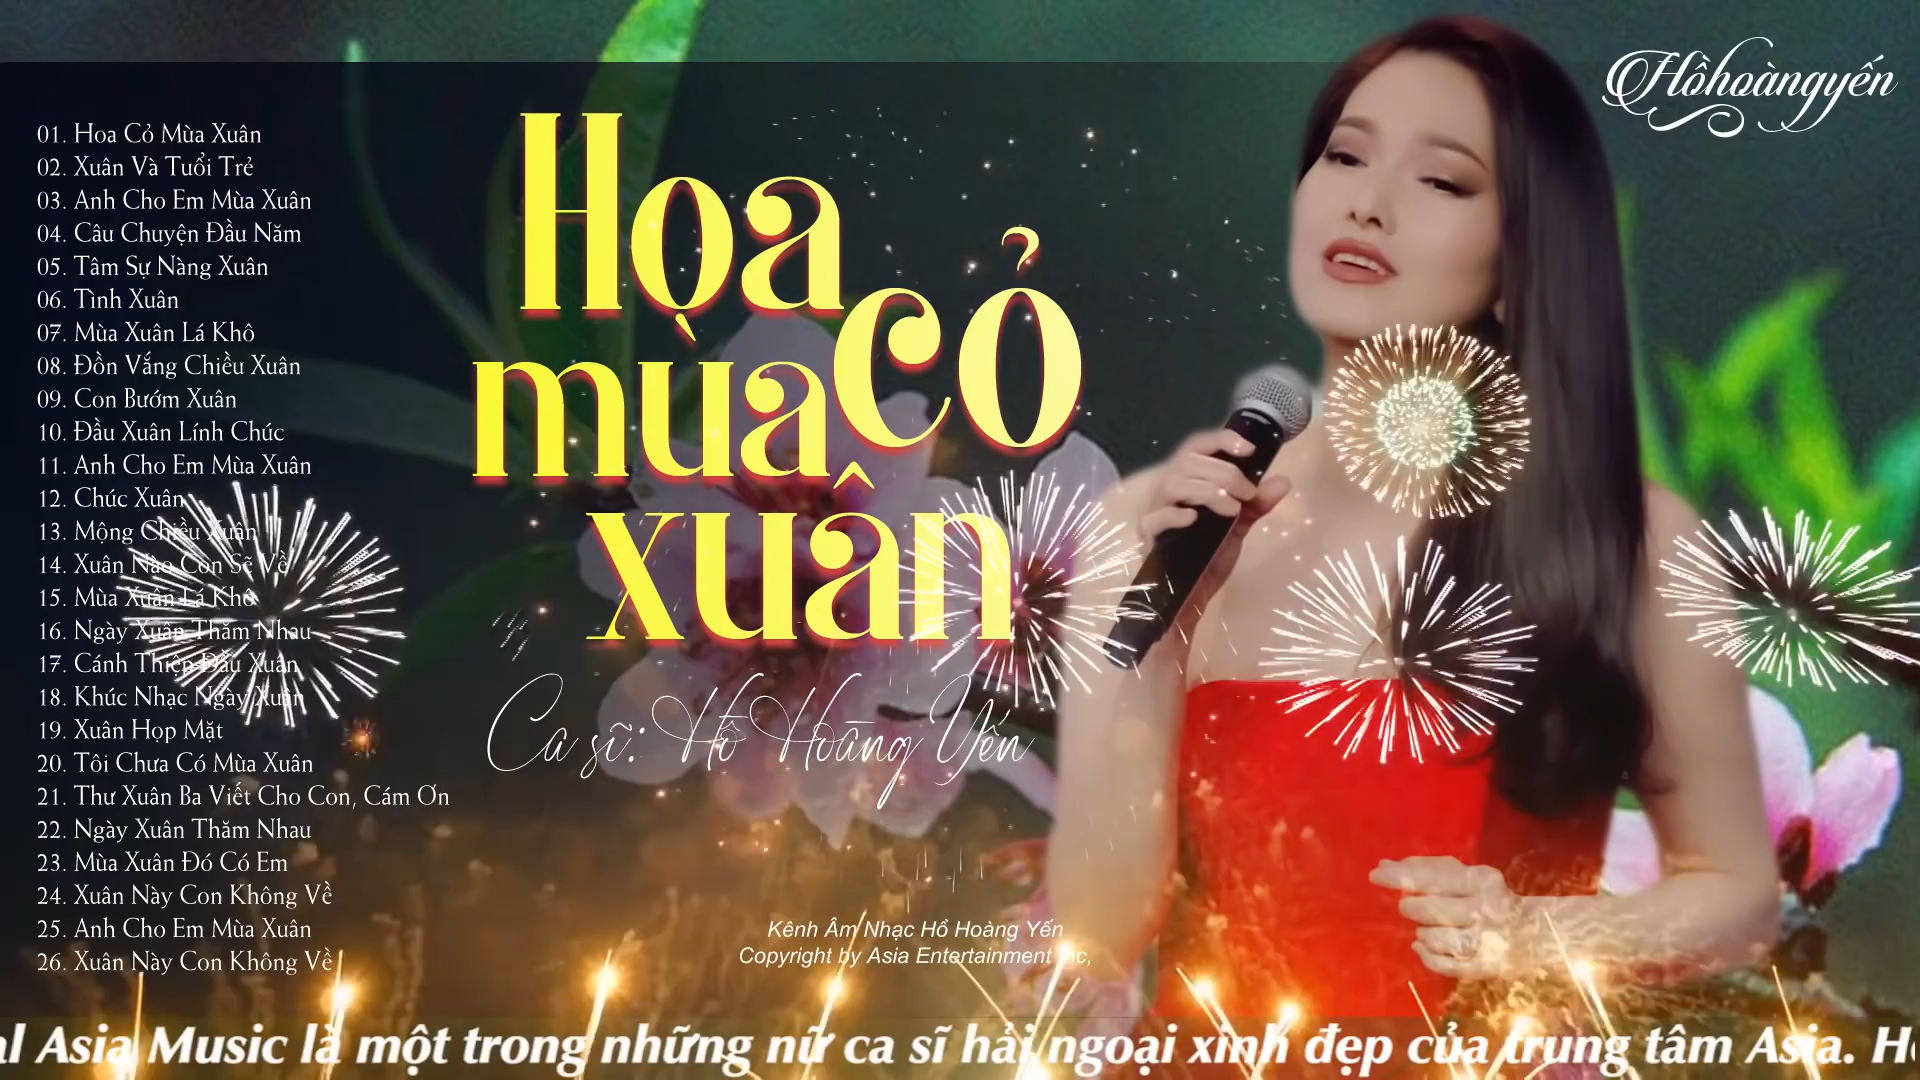 Hồhoàngyến
01. Hoa Cỏ Mùa Xuân
02. Xuân Và Tuổi Trẻ
03. Anh Cho Em Mùa Xuân
04. Câu Chuyện Đầu Năm
05. Tâm Sự Nàng Xuân
06. Tình Xuân
07. Mùa Xuân Lá Khô
08. Đồn Vắng Chiều Xuân
09. Con Bướm Xuân
10. Đầu Xuân Lính Chúc
11. Anh Cho Em Mùa Xuân
12. Chúc Xuân
13. Mộng Chiều Xuân
14. Xuân Nào Con Sẽ Về
15. Mùa Xuân Lá Khô
16. Ngày Xuân Thăm Nhau
17. Cánh Thiệp Đầu Xuân
18. Khúc Nhạc Ngày Xuân
19. Xuân Họp Mặt
20. Tôi Chưa Có Mùa Xuân
21. Thư Xuân Ba Viết Cho Con, Cám Ơn
22. Ngày Xuân Thăm Nhau
23. Mùa Xuân Đó Có Em
24. Xuân Này Con Không Về
25. Anh Cho Em Mùa Xuân
26. Xuân Này Con Không Về
Hoa
cỏ
mùa
xuân
Ca sĩ: Hồ Hoàng Yến
Kênh Âm Nhạc Hồ Hoàng Yến
Copyright by Asia Entertainment Inc,
al Asia Music là một trong những nữ ca sĩ hải ngoại xinh đẹp của trung tâm Asia. H